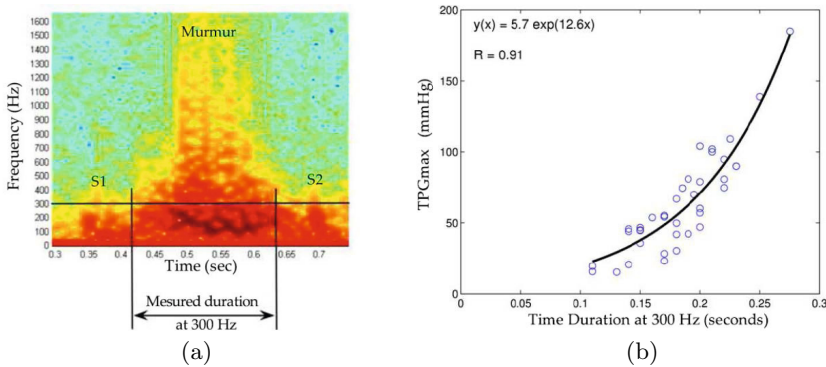 1600
1500
1400
1300
1200
1100
1000
900
800
700
600
500
400
300
200
100
0
Frequency (Hz)
Murmur
S1
S2
0.3 0.35 0.4 0.45 0.5 0.55 0.6 0.65 0.7
Time (sec)
Mesured duration
at 300 Hz
(a)
y(x) = 5.7 exp(12.6x)
R = 0.91
200
150
100
50
0
TPGmax (mmHg)
0 0.05 0.1 0.15 0.2 0.25 0.3
Time Duration at 300 Hz (seconds)
(b)